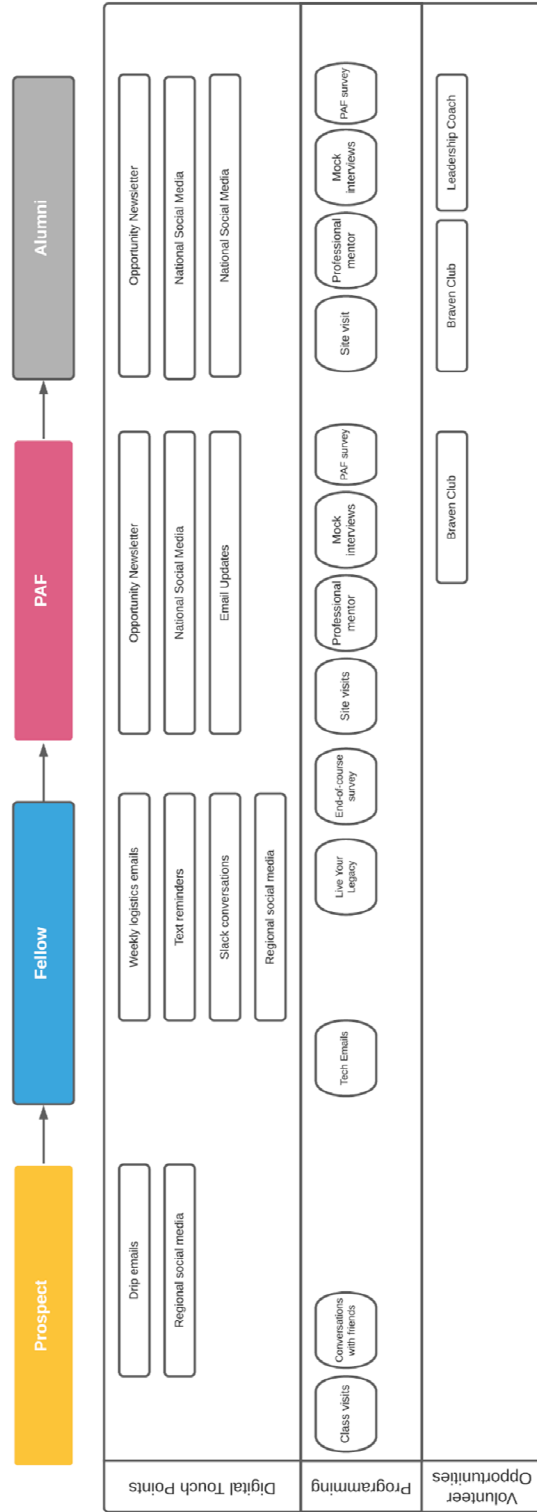 Prospect
Fellow
PAF
Alumni
Digital Touch Points
Drip emails
Regional social media
Weekly logistics emails
Text reminders
Slack conversations
Regional social media
Opportunity Newsletter
National Social Media
Email Updates
Opportunity Newsletter
National Social Media
National Social Media
Programming
Class visits
Conversations
with friends
Tech Emails
Live Your
Legacy
End-of-course
survey
Site visits
Professional
mentor
Mock
interviews
PAF survey
Site visit
Professional
mentor
Mock
interviews
PAF survey
Volunteer
Opportunities
Braven Club
Braven Club
Leadership Coach